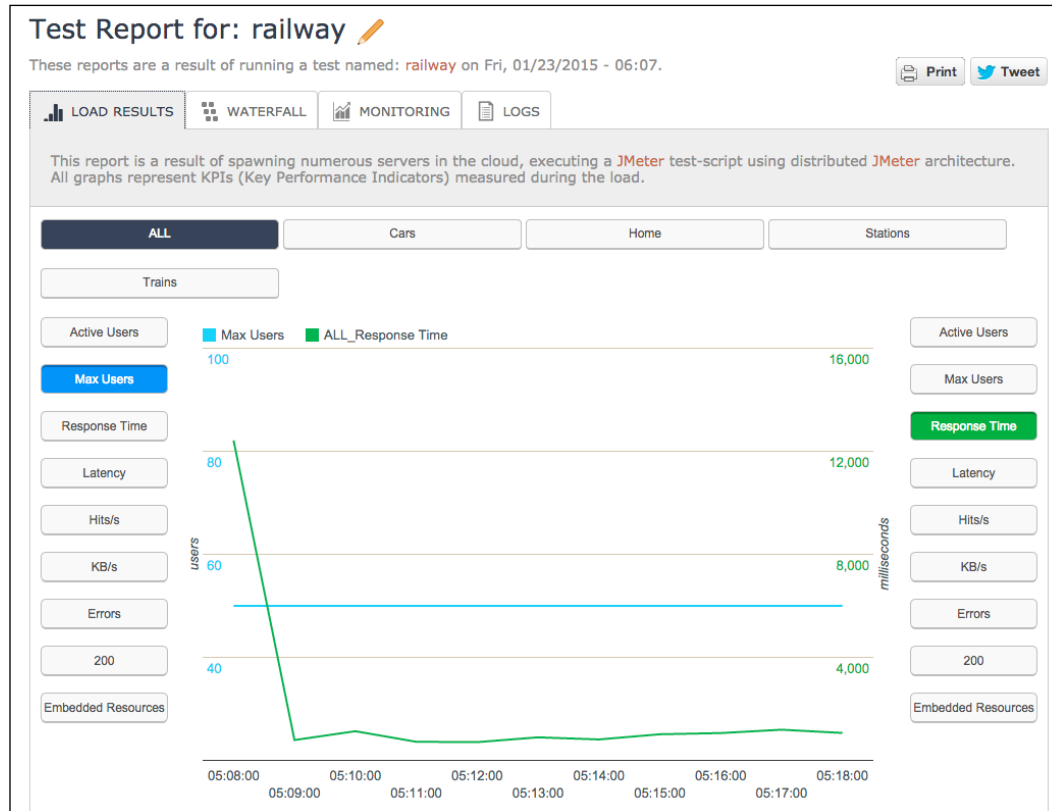 Test Report for: railway
These reports are a result of running a test named: railway on Fri, 01/23/2015 - 06:07.
Print
Tweet
LOAD RESULTS
WATERFALL
MONITORING
LOGS
This report is a result of spawning numerous servers in the cloud, executing a JMeter test-script using distributed JMeter architecture.
All graphs represent KPIs (Key Performance Indicators) measured during the load.
ALL
Cars
Home
Stations
Trains
Active Users
Max Users
Response Time
Latency
Hits/s
KB/s
Errors
200
Embedded Resources
Max Users
ALL_Response Time
100
80
60
40
users
16,000
12,000
8,000
4,000
milliseconds
05:08:00
05:09:00
05:10:00
05:11:00
05:12:00
05:13:00
05:14:00
05:15:00
05:16:00
05:17:00
05:18:00
Active Users
Max Users
Response Time
Latency
Hits/s
KB/s
Errors
200
Embedded Resources